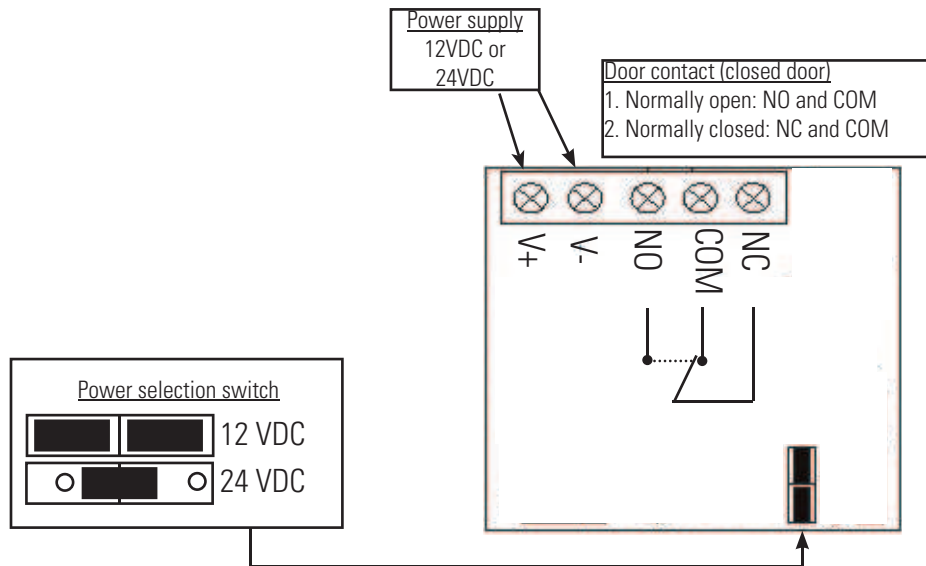 Power supply
12VDC or
24VDC
Door contact (closed door)
1. Normally open: NO and COM
2. Normally closed: NC and COM
V+
V-
NO
COM
NC
Power selection switch
12 VDC
24 VDC